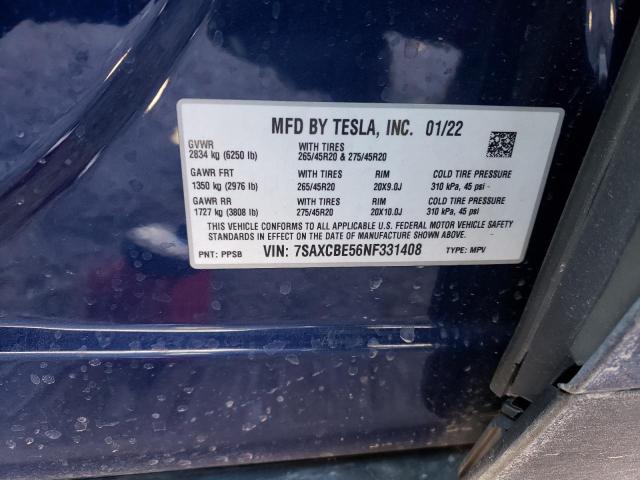 MFD BY TESLA, INC. 01/22
GVWR WITH TIRES
2834 kg (6250 lb) 265/45R20 & 275/45R20
GAWR FRT WITH TIRES RIM COLD TIRE PRESSURE
1350 kg (2976 lb) 265/45R20 20X9.0J 310 kPa, 45 psi
GAWR RR WITH TIRES RIM COLD TIRE PRESSURE
1727 kg (3808 lb) 275/45R20 20X10.0J 310 kPa, 45 psi
THIS VEHICLE CONFORMS TO ALL APPLICABLE U.S. FEDERAL MOTOR VEHICLE SAFETY
STANDARDS IN EFFECT ON THE DATE OF MANUFACTURE SHOWN ABOVE.
PNT: PPSB VIN: 7SAXCBE56NF331408 TYPE: MPV